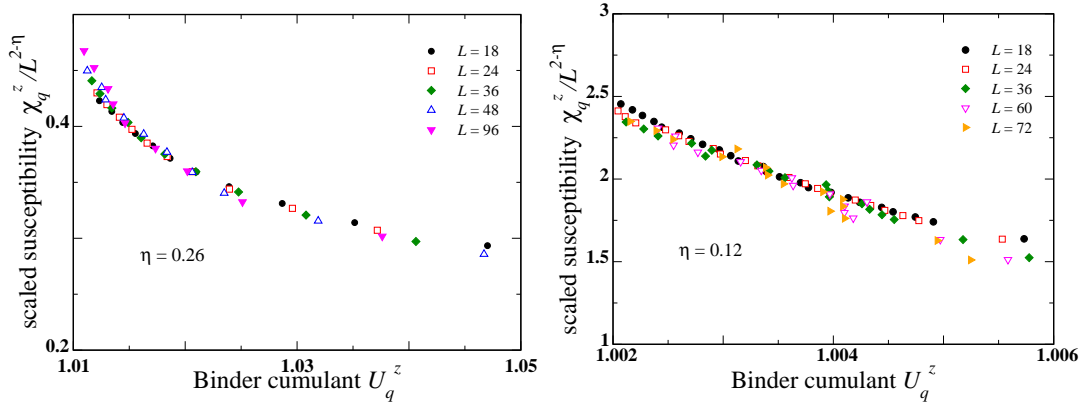 scaled susceptibility χ_q^z/L^{2-η}
0.4
0.2
1.01
1.03
1.05
Binder cumulant U_q^z
η = 0.26
L = 18
L = 24
L = 36
L = 48
L = 96
scaled susceptibility χ_q^z/L^{2-η}
3
2.5
2
1.5
1
1.002
1.004
1.006
Binder cumulant U_q^z
η = 0.12
L = 18
L = 24
L = 36
L = 60
L = 72